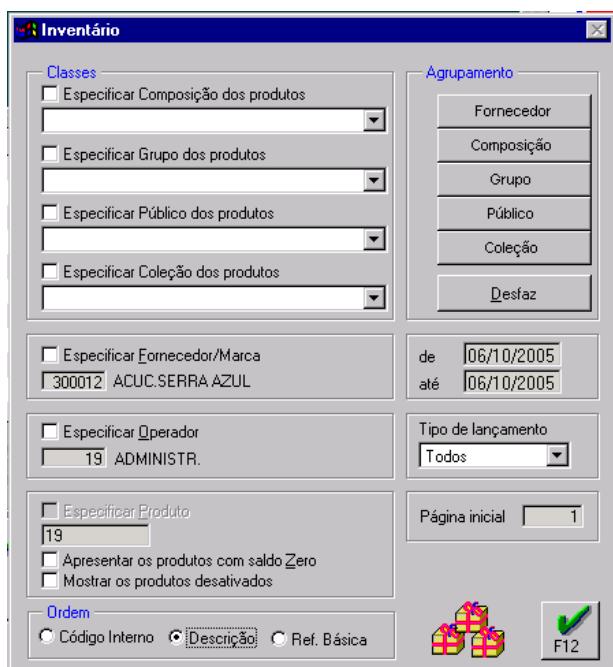 Inventário
Classes
Especificar Composição dos produtos
Especificar Grupo dos produtos
Especificar Público dos produtos
Especificar Coleção dos produtos
Agrupamento
Fornecedor
Composição
Grupo
Público
Coleção
Desfaz
Especificar Fornecedor/Marca
300012 ACUC.SERRA AZUL
de 06/10/2005
até 06/10/2005
Especificar Operador
19 ADMINISTR.
Tipo de lançamento
Todos
Especificar Produto
19
Apresentar os produtos com saldo Zero
Mostrar os produtos desativados
Página inicial 1
Ordem
Código Interno Descrição Ref. Básica
F12